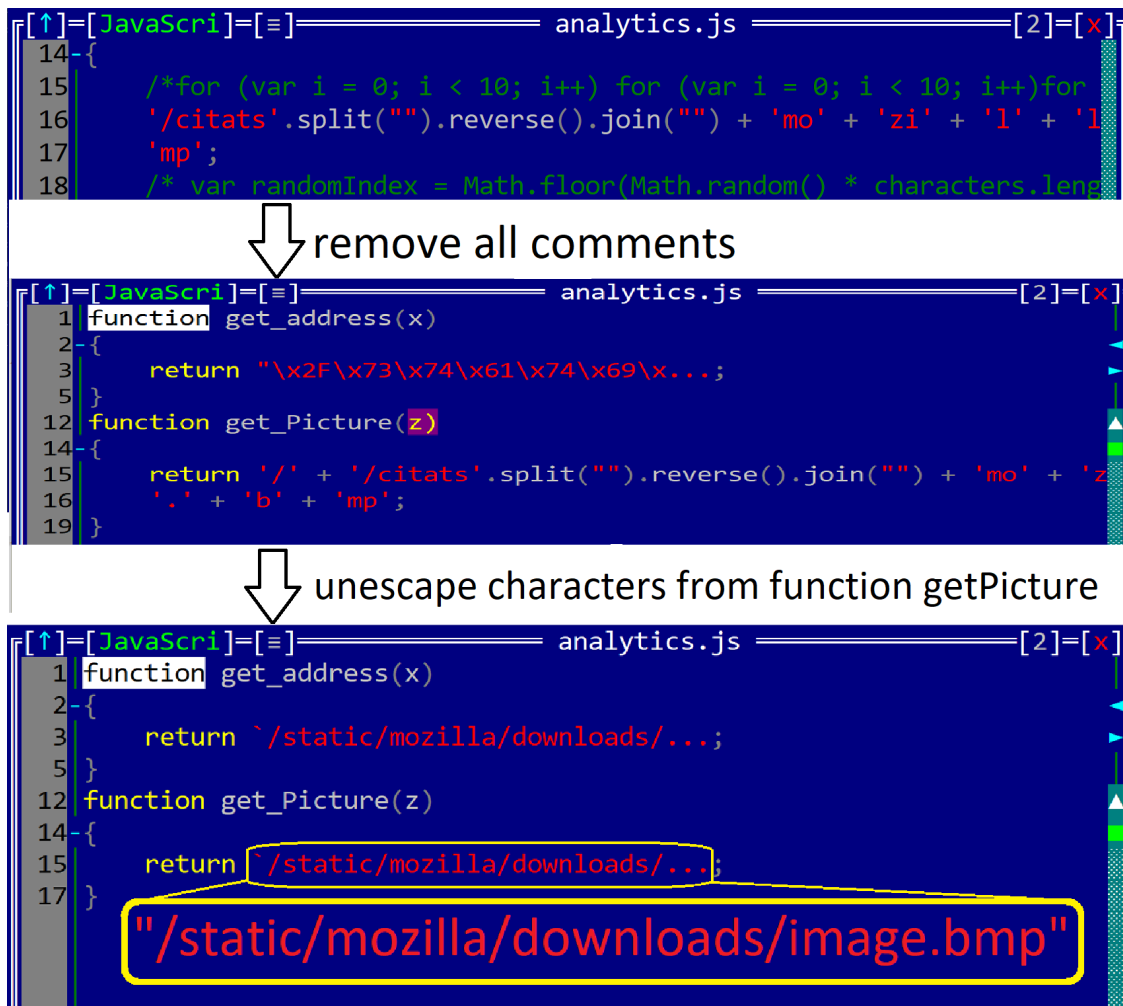 [↑]=[JavaScri]=[≡] analytics.js [2]=[x]
14-{
15 /*for (var i = 0; i < 10; i++) for (var i = 0; i < 10; i++)for
16 '/citats'.split("").reverse().join("") + 'mo' + 'zi' + 'l' + 'l
17 'mp';
18 /* var randomIndex = Math.floor(Math.random() * characters.leng
remove all comments
[↑]=[JavaScri]=[≡] analytics.js [2]=[x]
1 function get_address(x)
2-{
3 return "\x2F\x73\x74\x61\x74\x69\x...;
5 }
12 function get_Picture(z)
14-{
15 return '/' + '/citats'.split("").reverse().join("") + 'mo' + 'z
16 '.' + 'b' + 'mp';
19 }
unescape characters from function getPicture
[↑]=[JavaScri]=[≡] analytics.js [2]=[x]
1 function get_address(x)
2-{
3 return `/static/mozilla/downloads/...;
5 }
12 function get_Picture(z)
14-{
15 return `/static/mozilla/downloads/...;
17 }
"/static/mozilla/downloads/image.bmp"